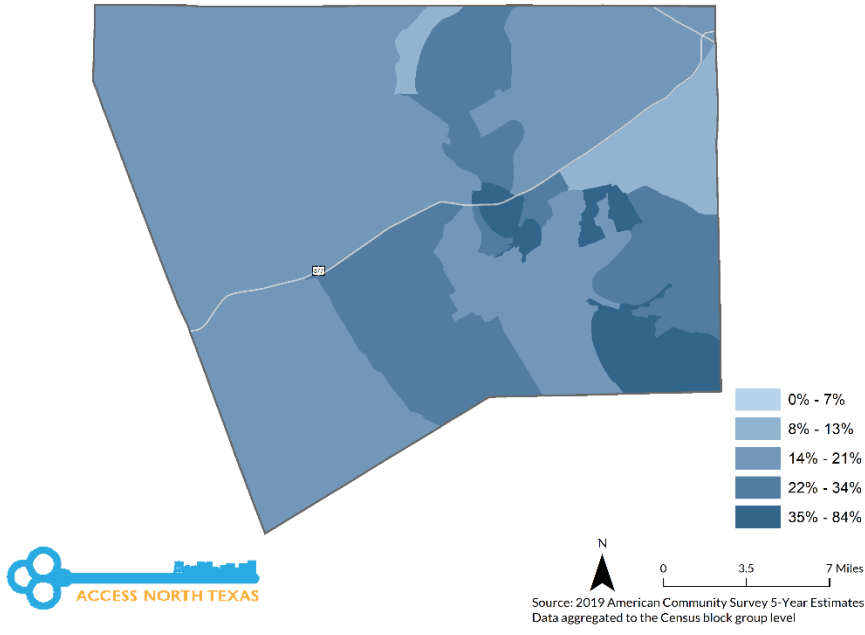 377
0% - 7%
8% - 13%
14% - 21%
22% - 34%
35% - 84%
ACCESS NORTH TEXAS
N
0 3.5 7 Miles
Source: 2019 American Community Survey 5-Year Estimates
Data aggregated to the Census block group level